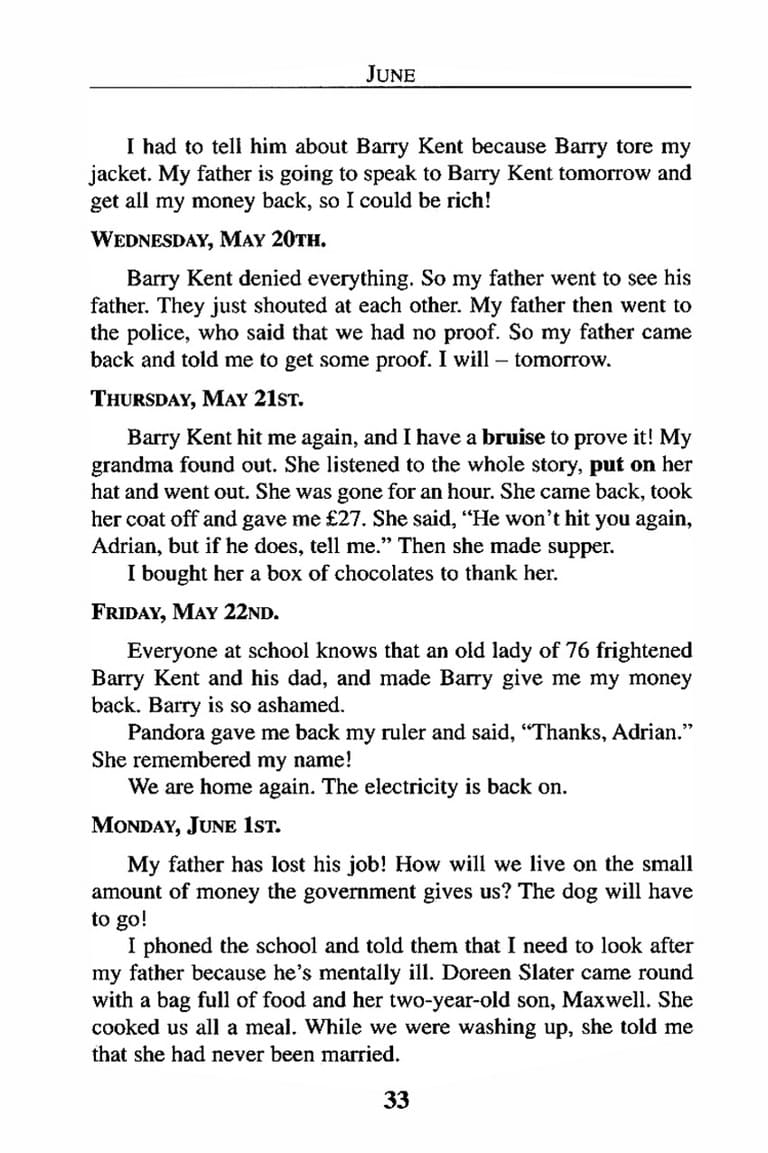 JUNE
I had to tell him about Barry Kent because Barry tore my
jacket. My father is going to speak to Barry Kent tomorrow and
get all my money back, so I could be rich!
WEDNESDAY, MAY 20TH.
Barry Kent denied everything. So my father went to see his
father. They just shouted at each other. My father then went to
the police, who said that we had no proof. So my father came
back and told me to get some proof. I will – tomorrow.
THURSDAY, MAY 21ST.
Barry Kent hit me again, and I have a bruise to prove it! My
grandma found out. She listened to the whole story, put on her
hat and went out. She was gone for an hour. She came back, took
her coat off and gave me £27. She said, “He won’t hit you again,
Adrian, but if he does, tell me.” Then she made supper.
I bought her a box of chocolates to thank her.
FRIDAY, MAY 22ND.
Everyone at school knows that an old lady of 76 frightened
Barry Kent and his dad, and made Barry give me my money
back. Barry is so ashamed.
Pandora gave me back my ruler and said, “Thanks, Adrian.”
She remembered my name!
We are home again. The electricity is back on.
MONDAY, JUNE 1ST.
My father has lost his job! How will we live on the small
amount of money the government gives us? The dog will have
to go!
I phoned the school and told them that I need to look after
my father because he’s mentally ill. Doreen Slater came round
with a bag full of food and her two-year-old son, Maxwell. She
cooked us all a meal. While we were washing up, she told me
that she had never been married.
33